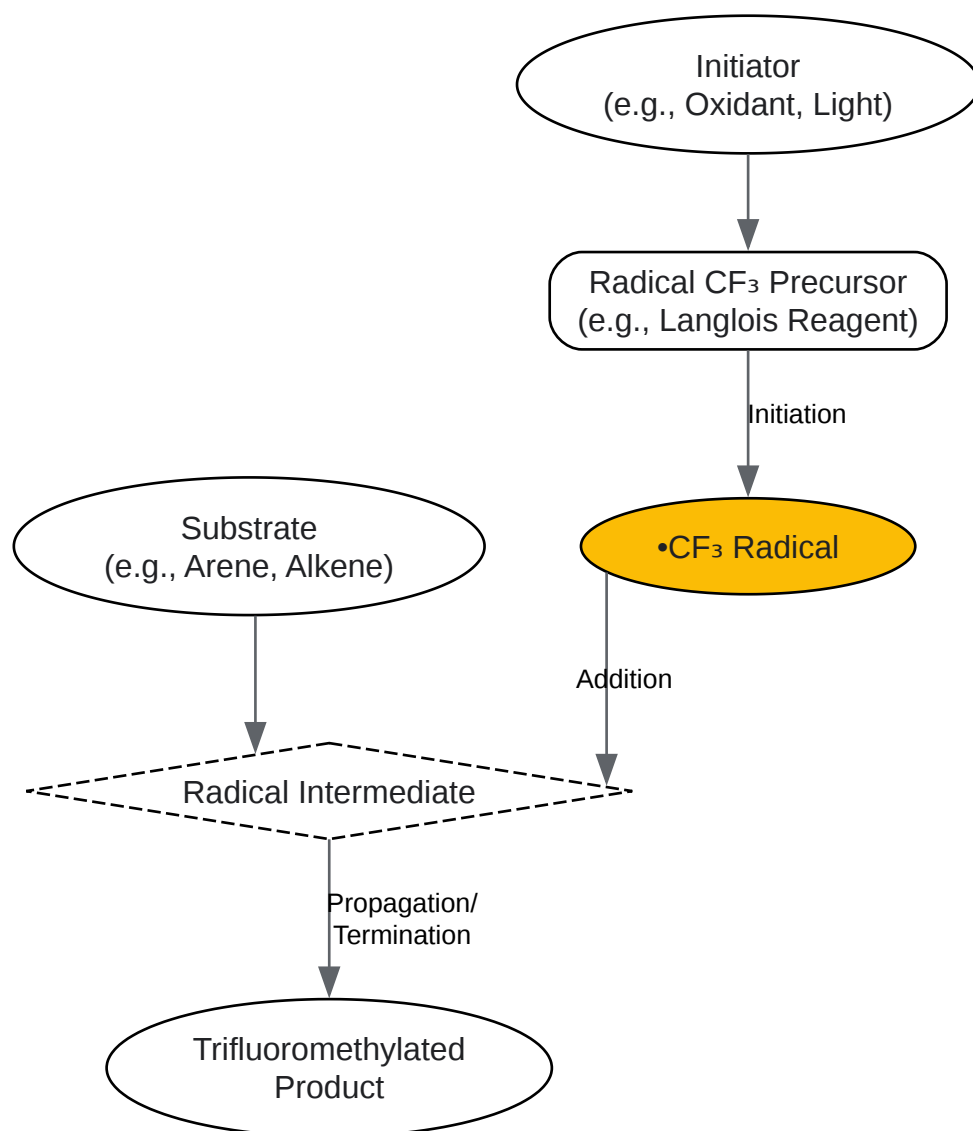 Initiator
(e.g., Oxidant, Light)
Radical CF₃ Precursor
(e.g., Langlois Reagent)
Initiation
Substrate
(e.g., Arene, Alkene)
•CF₃ Radical
Addition
Radical Intermediate
Propagation/
Termination
Trifluoromethylated
Product